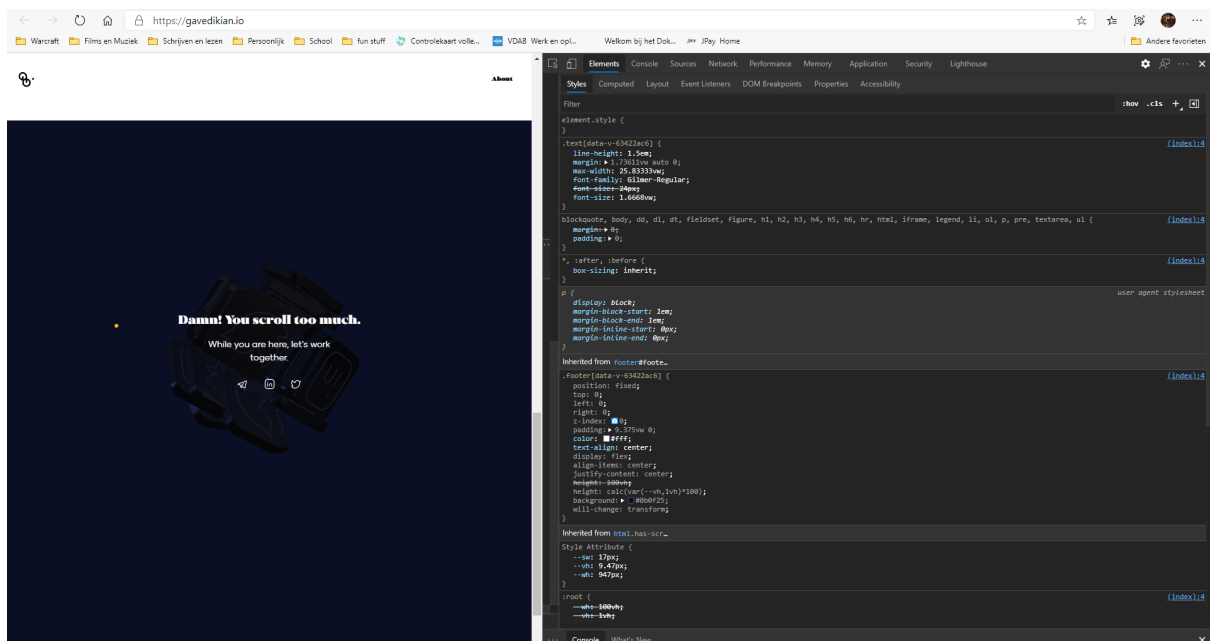 https://gavedikian.io
Warcraft Films en Muziek Schrijven en lezen Persoonlijk School fun stuff Controlekaart volle... VDAB Werk en opl... Welkom bij het Dok... JPay JPay Home Andere favorieten
About
Damn! You scroll too much.
While you are here, let's work
together.
in
Elements Console Sources Network Performance Memory Application Security Lighthouse
Styles Computed Layout Event Listeners DOM Breakpoints Properties Accessibility
Filter :hov .cls +
element.style {
}
.text[data-v-63422ac6] { (index):4
line-height: 1.5em;
margin: 1.73611vw auto 0;
max-width: 25.83333vw;
font-family: Gilmer-Regular;
font-size: 24px;
font-size: 1.6668vw;
}
blockquote, body, dd, dl, dt, fieldset, figure, h1, h2, h3, h4, h5, h6, hr, html, iframe, legend, li, ol, p, pre, textarea, ul { (index):4
margin: 0;
padding: 0;
}
*, :after, :before { (index):4
box-sizing: inherit;
}
p { user agent stylesheet
display: block;
margin-block-start: 1em;
margin-block-end: 1em;
margin-inline-start: 0px;
margin-inline-end: 0px;
}
Inherited from footer#foote…
.footer[data-v-63422ac6] { (index):4
position: fixed;
top: 0;
left: 0;
right: 0;
z-index: 0;
padding: 9.375vw 0;
color: #fff;
text-align: center;
display: flex;
align-items: center;
justify-content: center;
height: 100vh;
height: calc(var(--vh,1vh)*100);
background: #0b0f25;
will-change: transform;
}
Inherited from html.has-scr…
Style Attribute {
--sw: 17px;
--vh: 9.47px;
--wh: 947px;
}
:root { (index):4
--wh: 100vh;
--vh: 1vh;
Console What's New